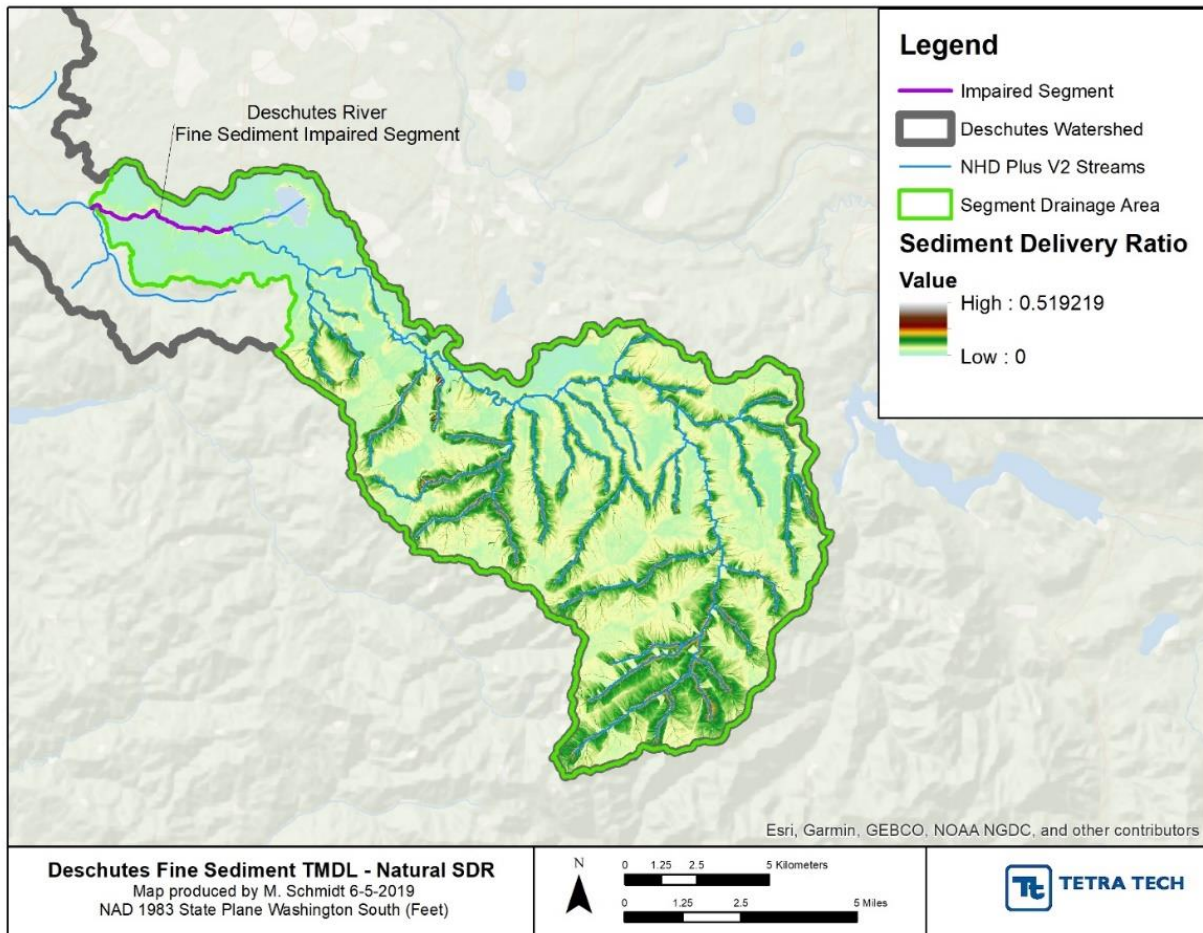 Deschutes River
Fine Sediment Impaired Segment
Legend
Impaired Segment
Deschutes Watershed
NHD Plus V2 Streams
Segment Drainage Area
Sediment Delivery Ratio
Value
High : 0.519219
Low : 0
Esri, Garmin, GEBCO, NOAA NGDC, and other contributors
Deschutes Fine Sediment TMDL - Natural SDR
Map produced by M. Schmidt 6-5-2019
NAD 1983 State Plane Washington South (Feet)
N
0 1.25 2.5 5 Kilometers
0 1.25 2.5 5 Miles
Tt TETRA TECH